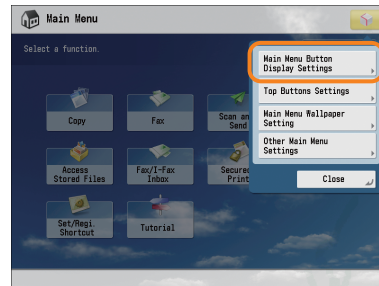 Main Menu
Select a function.
Copy
Fax
Scan an
Send
Access
Stored Files
Fax/I-Fax
Inbox
Secured
Print
Set/Regi.
Shortcut
Tutorial
Main Menu Button
Display Settings
Top Buttons Settings
Main Menu Wallpaper
Setting
Other Main Menu
Settings
Close